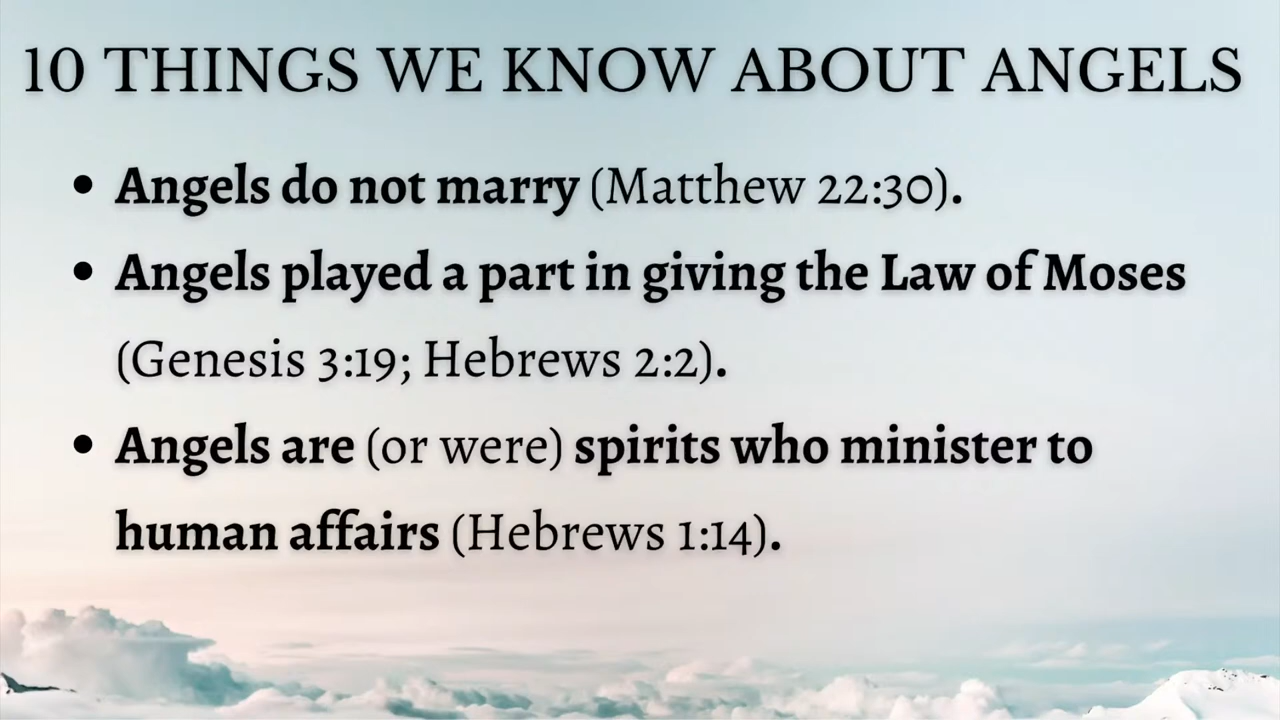 10 THINGS WE KNOW ABOUT ANGELS
• Angels do not marry (Matthew 22:30).
• Angels played a part in giving the Law of Moses
(Genesis 3:19; Hebrews 2:2).
• Angels are (or were) spirits who minister to
human affairs (Hebrews 1:14).